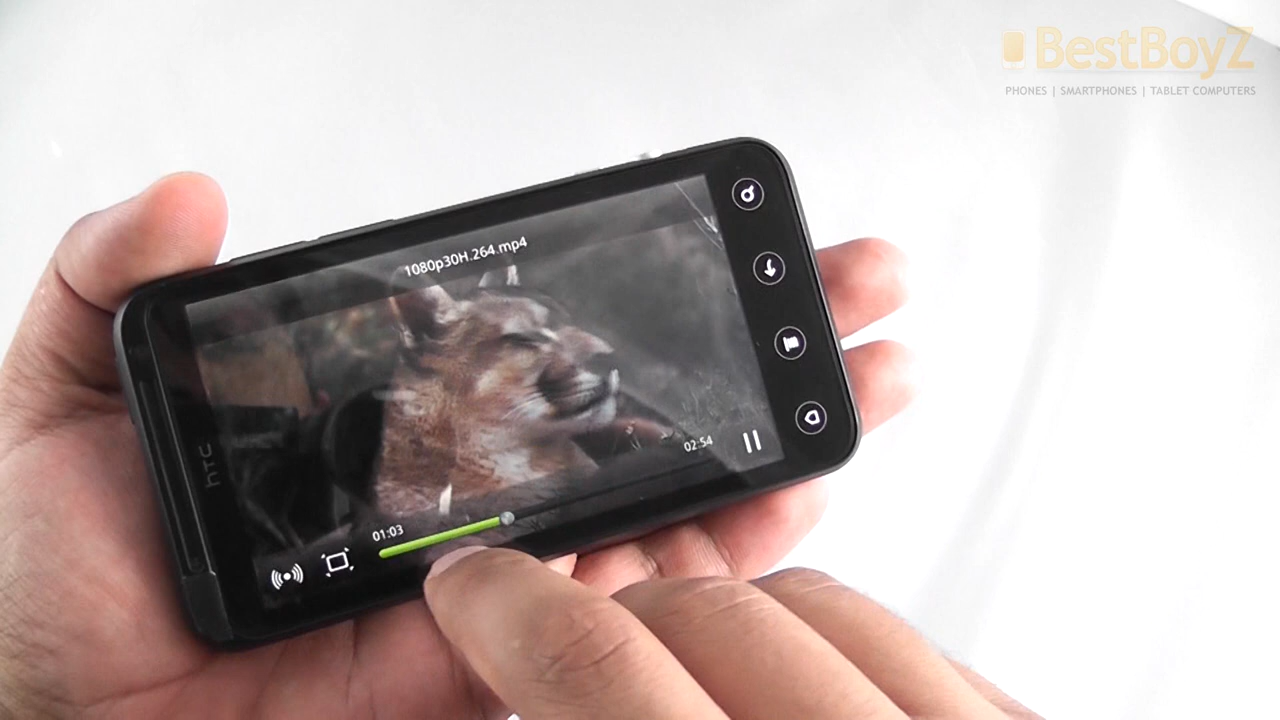 BestBoyZ
PHONES | SMARTPHONES | TABLET COMPUTERS
1080p30H.264.mp4
02:54
01:03
hTC